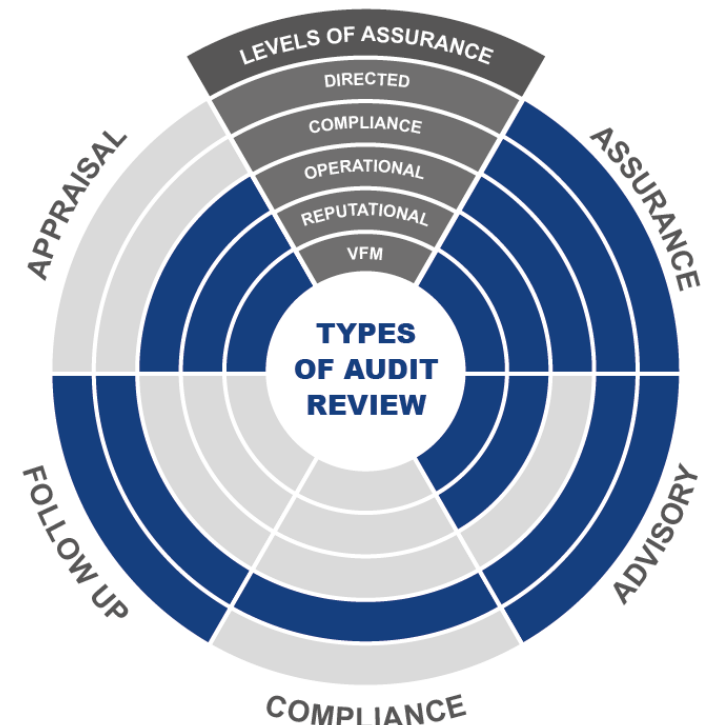 LEVELS OF ASSURANCE
DIRECTED
COMPLIANCE
OPERATIONAL
REPUTATIONAL
VFM
TYPES
OF AUDIT
REVIEW
APPRAISAL
ASSURANCE
FOLLOW UP
ADVISORY
COMPLIANCE